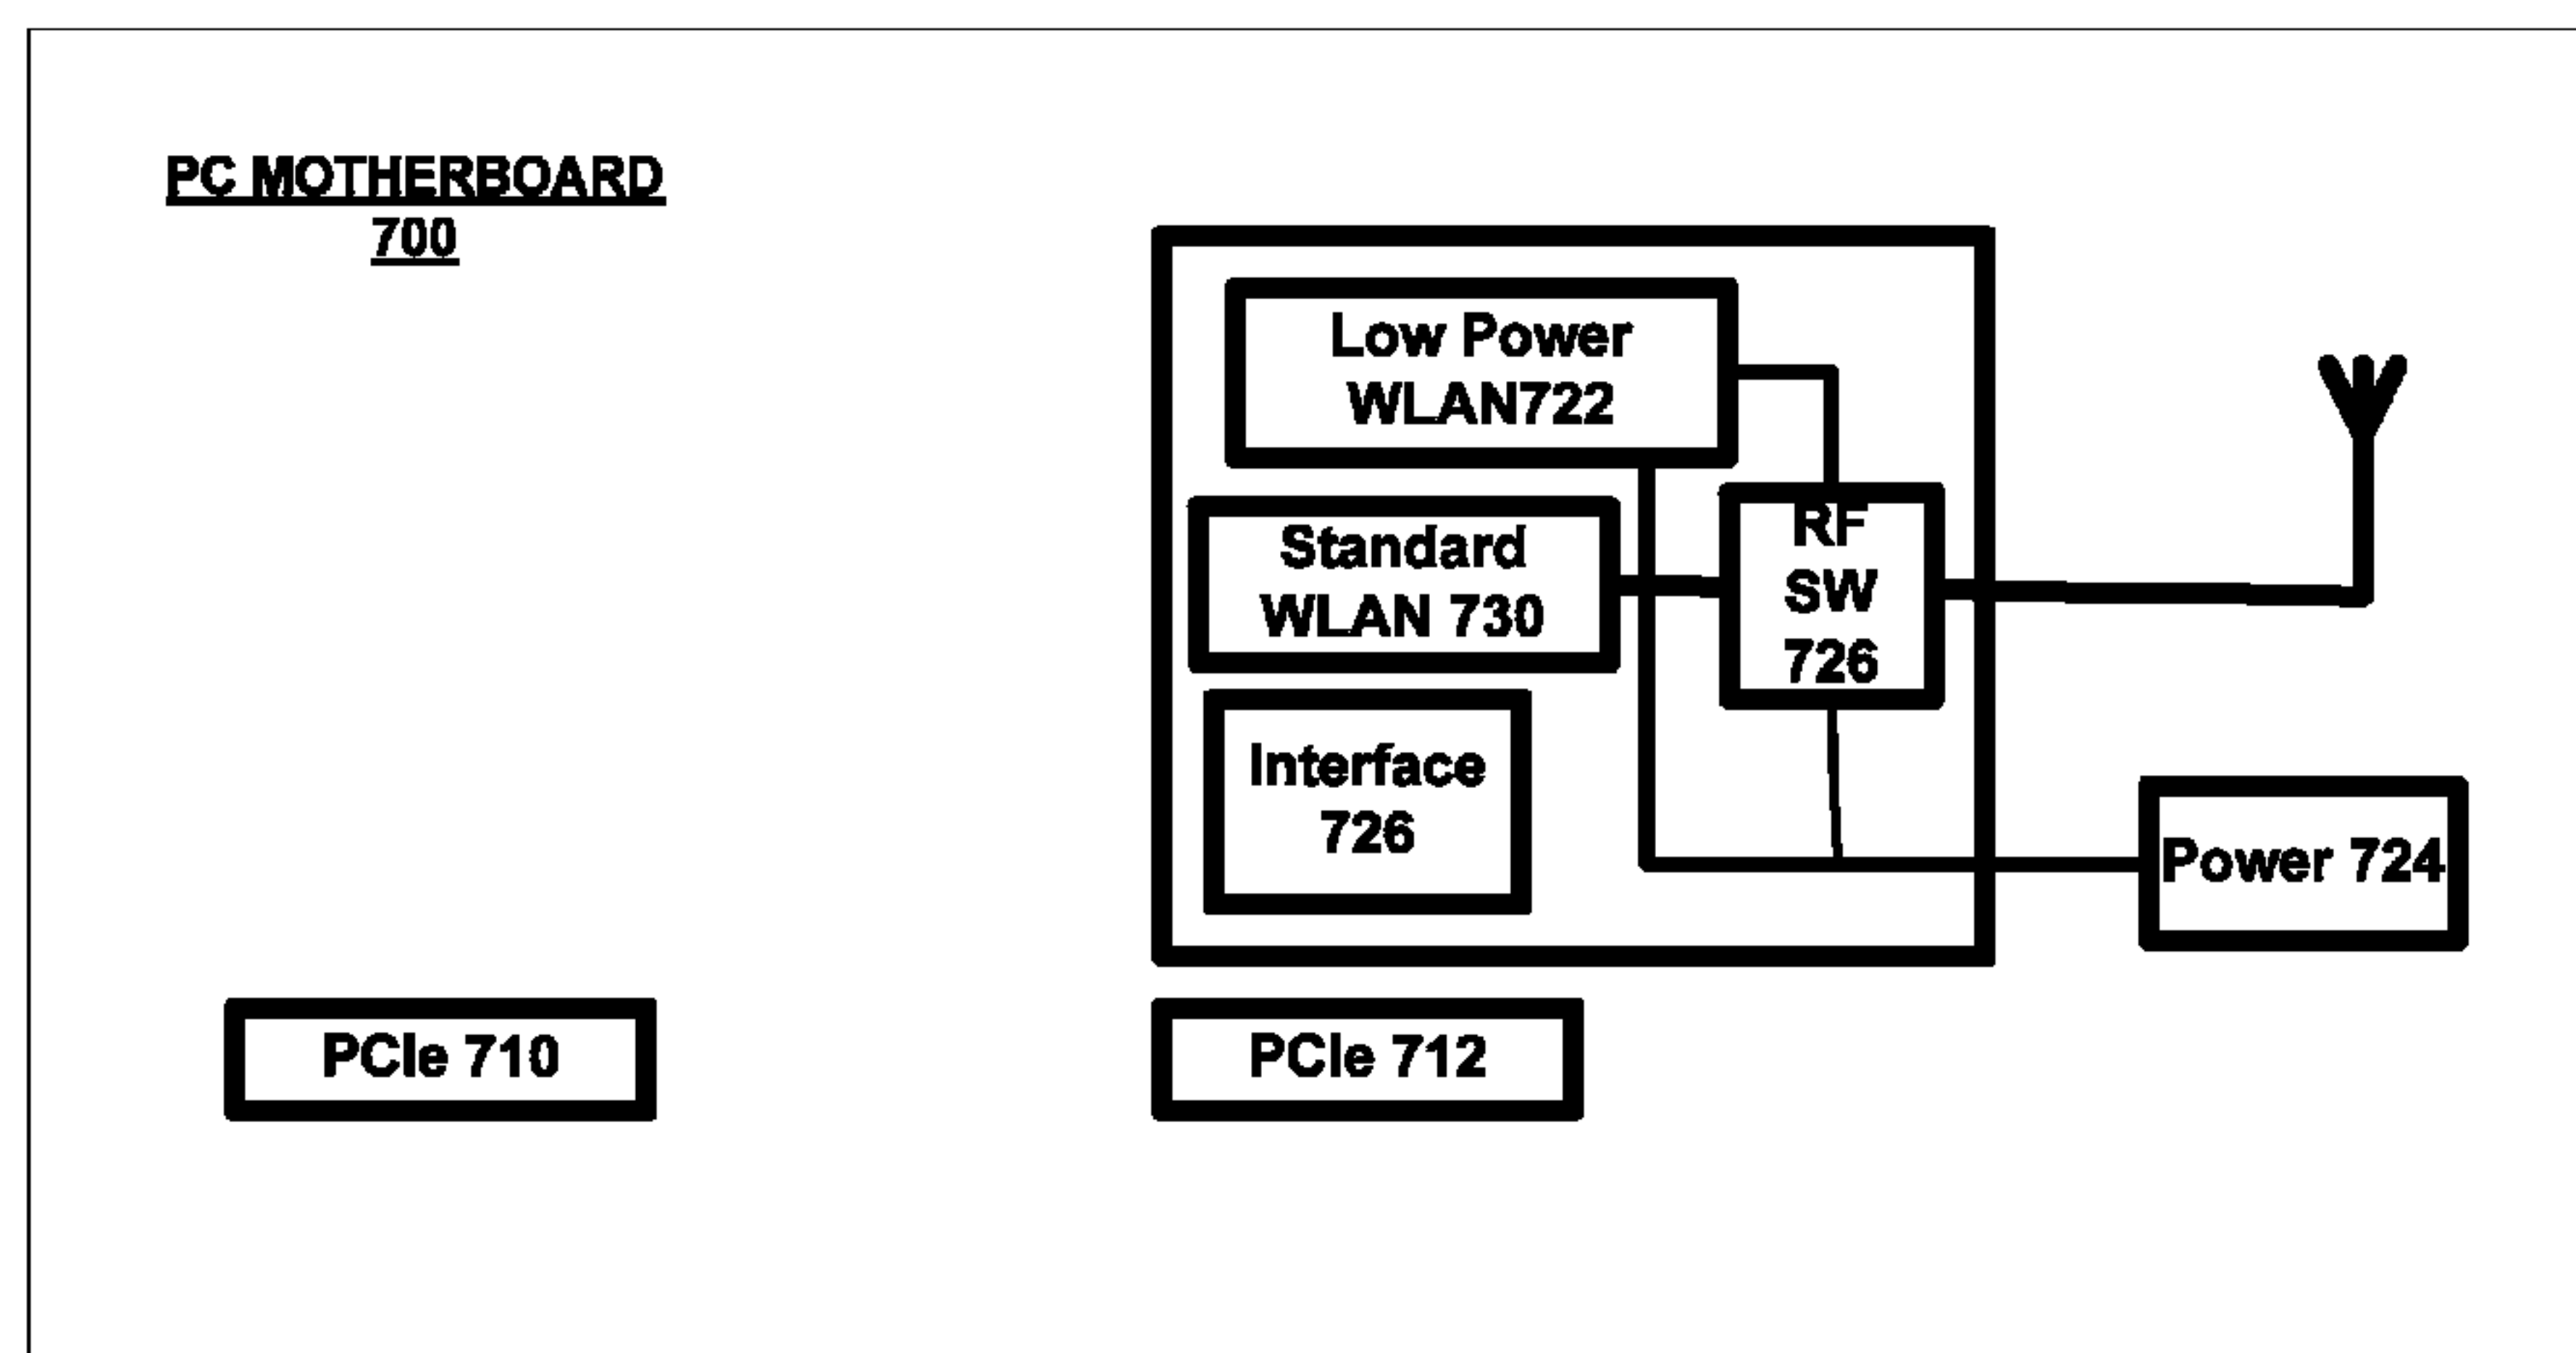 PC MOTHERBOARD
700
Low Power
WLAN722
Standard
WLAN 730
RF
SW
726
Interface
726
Power 724
PCIe 710
PCIe 712